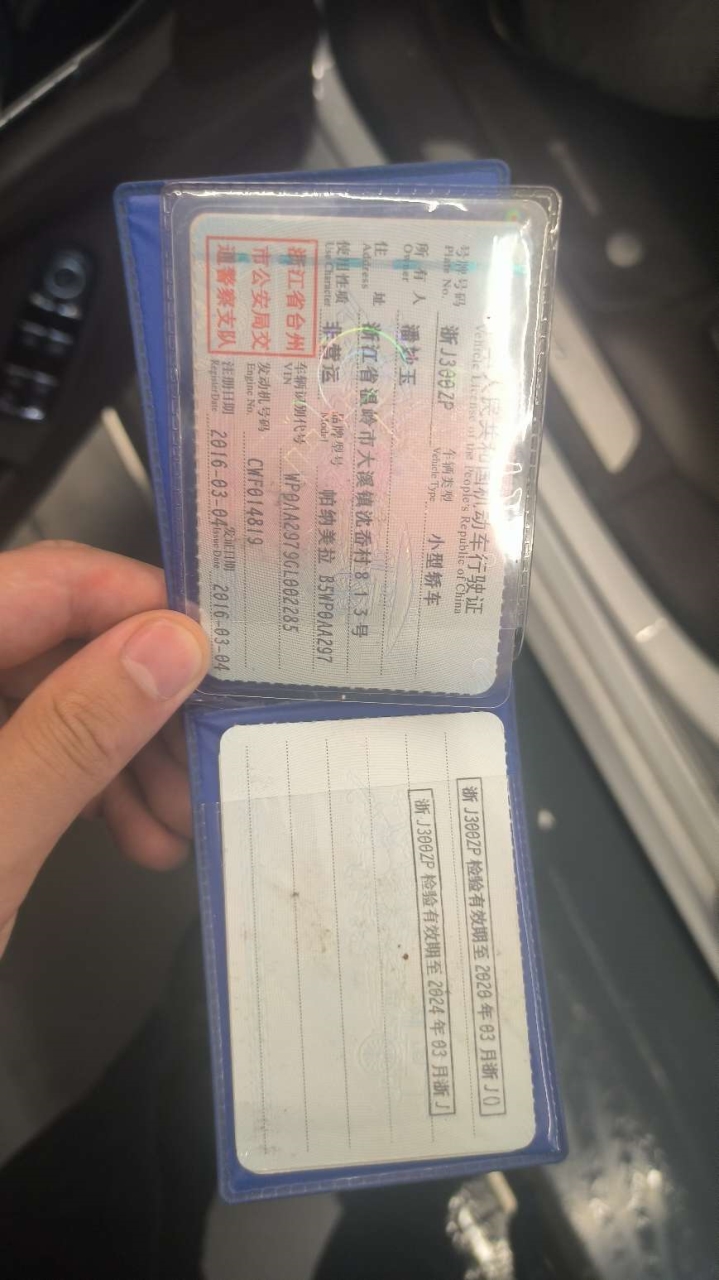 人民共和国机动车行驶证
Vehicle License of the People's Republic of China
号牌号码 浙J300ZP 车辆类型 小型轿车
Plate No. Vehicle Type
所有人 潘 玉
Owner
住址 浙江省温岭市大溪镇沈岙村813号
Address
使用性质 非营运 品牌型号 帕纳美拉 BSWP0AA297
Use Character Model
浙江省台州
市公安局交
通警察支队
车辆识别代号 WP0AA2979GL002285
VIN
发动机号码 CWF014819
Engine No.
注册日期 2016-03-04 发证日期 2016-03-04
Register Date Issue Date
浙J300ZP 检验有效期至2020年03月浙J()
浙J300ZP 检验有效期至2024年03月浙J